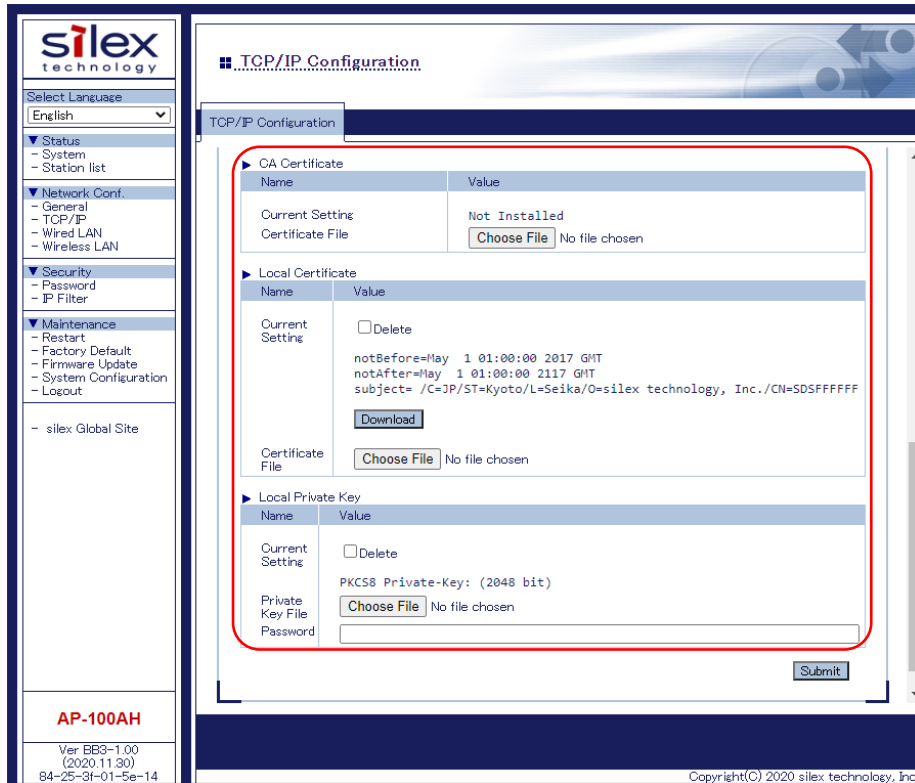 silex
technology
Select Language
English
▼ Status
- System
- Station list
▼ Network Conf.
- General
- TCP/IP
- Wired LAN
- Wireless LAN
▼ Security
- Password
- IP Filter
▼ Maintenance
- Restart
- Factory Default
- Firmware Update
- System Configuration
- Logout
- silex Global Site
AP-100AH
Ver BB3-1.00
(2020.11.30)
84-25-3f-01-5e-14
TCP/IP Configuration
TCP/IP Configuration
CA Certificate
Name Value
Current Setting Not Installed
Certificate File Choose File No file chosen
Local Certificate
Name Value
Current Setting Delete
notBefore=May  1 01:00:00 2017 GMT
notAfter=May  1 01:00:00 2117 GMT
subject= /C=JP/ST=Kyoto/L=Seika/O=silex technology, Inc./CN=SDSFFFFFF
Download
Certificate File Choose File No file chosen
Local Private Key
Name Value
Current Setting Delete
PKCS8 Private-Key: (2048 bit)
Private Key File Choose File No file chosen
Password
Submit
Copyright(C) 2020 silex technology, Inc